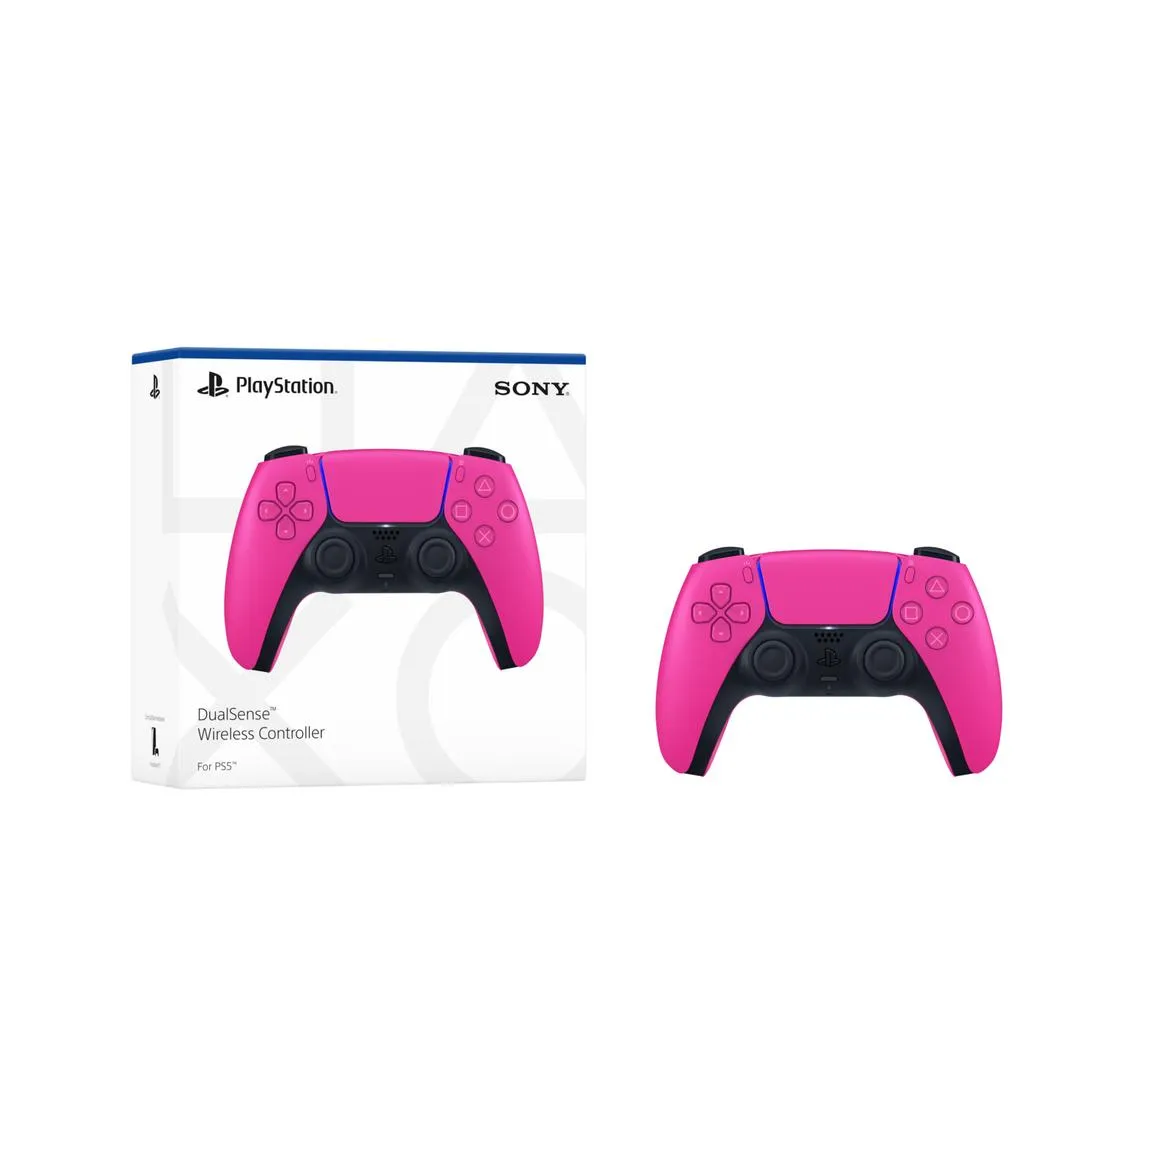 PlayStation
SONY
DualSense™
Wireless Controller
For PS5™